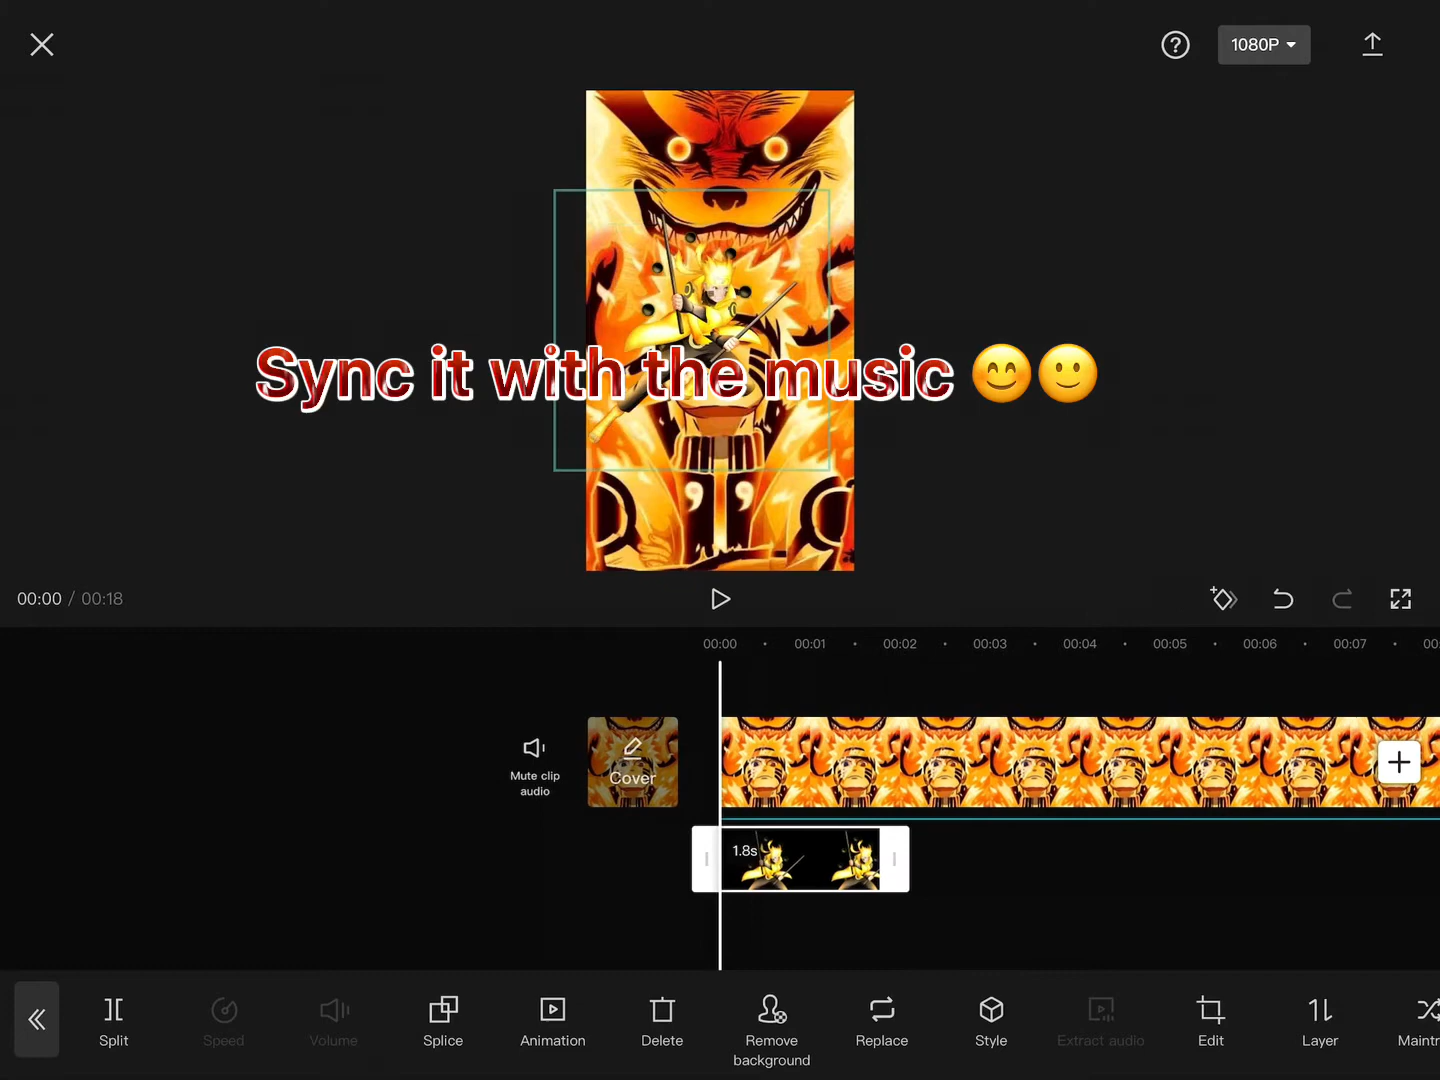 1080P
Sync it with the music 😊🙂
00:00 / 00:18
00:00 00:01 00:02 00:03 00:04 00:05 00:06 00:07 00:
Mute clip
audio
Cover
1.8s
Split Speed Volume Splice Animation Delete Remove background Replace Style Extract audio Edit Layer Maintr